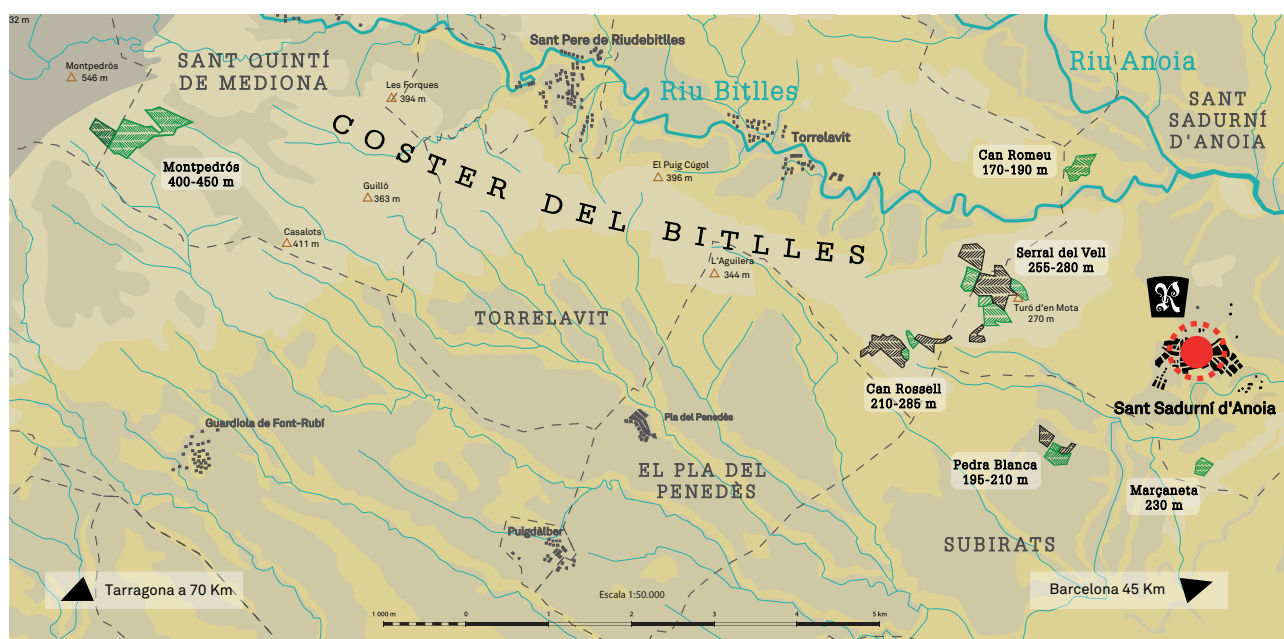 32 m
Montpedrós
546 m
SANT QUINTÍ
DE MEDIONA
Les Forques
394 m
Sant Pere de Riudebitlles
Riu Bitlles
Riu Anoia
SANT
SADURNÍ
D'ANOIA
Torrelavit
Montpedrós
400-450 m
COSTER DEL BITLLES
El Puig Cúgol
396 m
Can Romeu
170-190 m
Guilló
363 m
Casalots
411 m
L'Aguilera
344 m
Serral del Vell
255-280 m
Turó d'en Mota
270 m
R
TORRELAVIT
Can Rossell
210-285 m
Sant Sadurní d'Anoia
Guardiola de Font-Rubí
Pla del Penedès
EL PLA DEL
PENEDÈS
Pedra Blanca
195-210 m
Marçaneta
230 m
Puigdàlber
SUBIRATS
Tarragona a 70 Km
Escala 1:50.000
Barcelona 45 Km
1 000 m 0 1 2 3 4 5 km